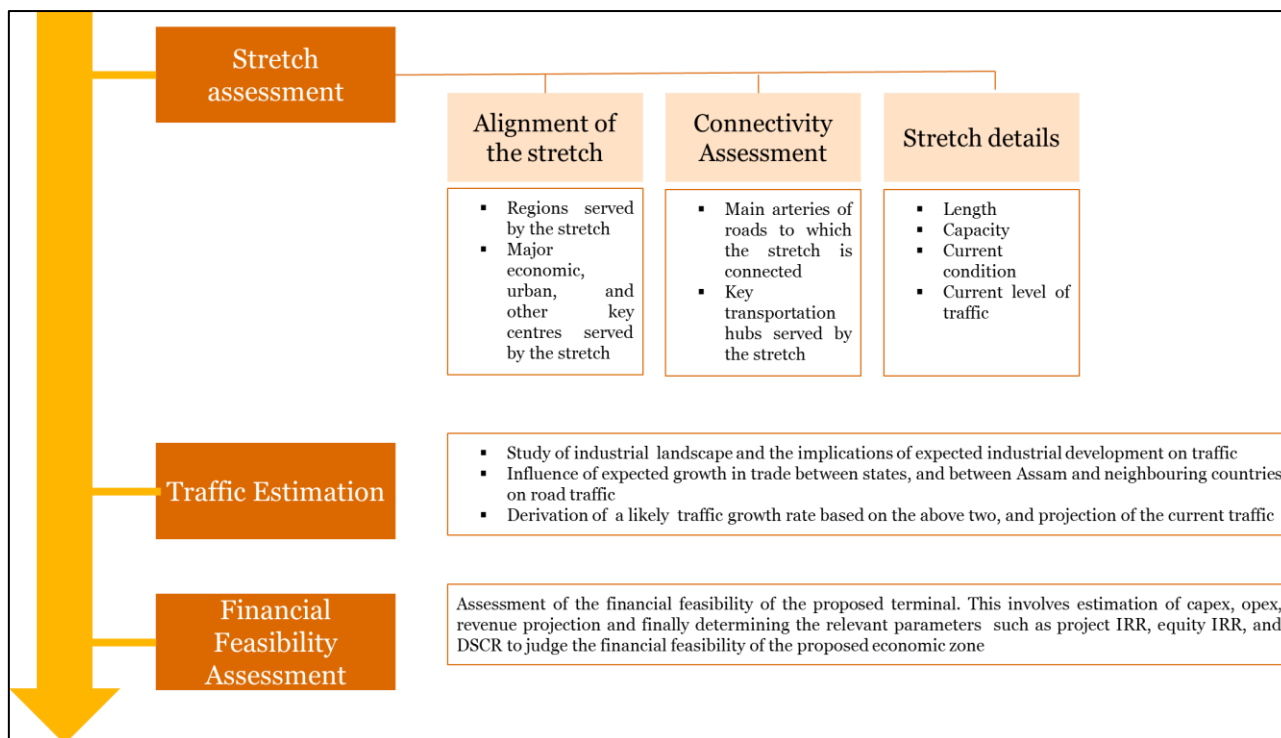 Stretch
assessment
Alignment of
the stretch
▪ Regions served
by the stretch
▪ Major
economic,
urban, and
other key
centres served
by the stretch
Connectivity
Assessment
▪ Main arteries of
roads to which
the stretch is
connected
▪ Key
transportation
hubs served by
the stretch
Stretch details
▪ Length
▪ Capacity
▪ Current
condition
▪ Current level of
traffic
Traffic Estimation
▪ Study of industrial landscape and the implications of expected industrial development on traffic
▪ Influence of expected growth in trade between states, and between Assam and neighbouring countries
on road traffic
▪ Derivation of a likely traffic growth rate based on the above two, and projection of the current traffic
Financial
Feasibility
Assessment
Assessment of the financial feasibility of the proposed terminal. This involves estimation of capex, opex,
revenue projection and finally determining the relevant parameters such as project IRR, equity IRR, and
DSCR to judge the financial feasibility of the proposed economic zone